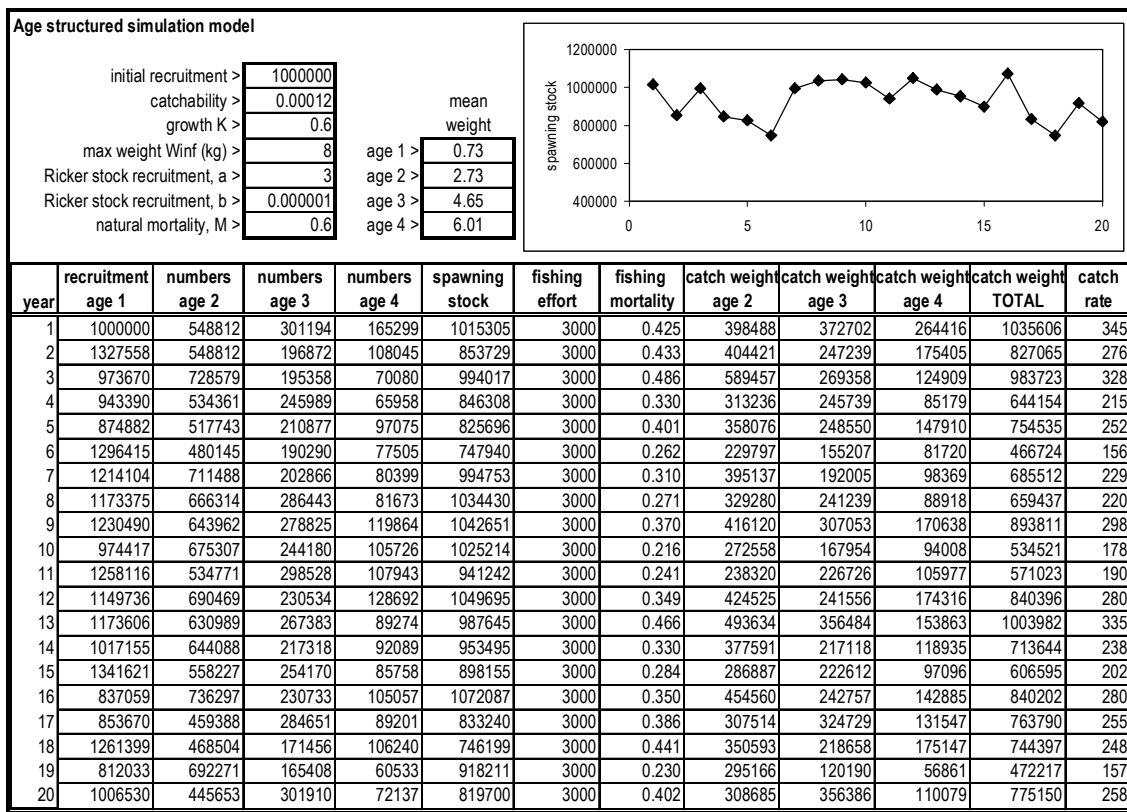 Age structured simulation model
initial recruitment > 1000000
catchability > 0.00012
growth K > 0.6
max weight Winf (kg) > 8
Ricker stock recruitment, a > 3
Ricker stock recruitment, b > 0.000001
natural mortality, M > 0.6
mean
weight
age 1 > 0.73
age 2 > 2.73
age 3 > 4.65
age 4 > 6.01
spawning stock
1200000
1000000
800000
600000
400000
0 5 10 15 20
recruitment numbers numbers numbers spawning fishing fishing catch weight catch weight catch weight catch weight catch
year age 1 age 2 age 3 age 4 stock effort mortality age 2 age 3 age 4 TOTAL rate
1 1000000 548812 301194 165299 1015305 3000 0.425 398488 372702 264416 1035606 345
2 1327558 548812 196872 108045 853729 3000 0.433 404421 247239 175405 827065 276
3 973670 728579 195358 70080 994017 3000 0.486 589457 269358 124909 983723 328
4 943390 534361 245989 65958 846308 3000 0.330 313236 245739 85179 644154 215
5 874882 517743 210877 97075 825696 3000 0.401 358076 248550 147910 754535 252
6 1296415 480145 190290 77505 747940 3000 0.262 229797 155207 81720 466724 156
7 1214104 711488 202866 80399 994753 3000 0.310 395137 192005 98369 685512 229
8 1173375 666314 286443 81673 1034430 3000 0.271 329280 241239 88918 659437 220
9 1230490 643962 278825 119864 1042651 3000 0.370 416120 307053 170638 893811 298
10 974417 675307 244180 105726 1025214 3000 0.216 272558 167954 94008 534521 178
11 1258116 534771 298528 107943 941242 3000 0.241 238320 226726 105977 571023 190
12 1149736 690469 230534 128692 1049695 3000 0.349 424525 241556 174316 840396 280
13 1173606 630989 267383 89274 987645 3000 0.466 493634 356484 153863 1003982 335
14 1017155 644088 217318 92089 953495 3000 0.330 377591 217118 118935 713644 238
15 1341621 558227 254170 85758 898155 3000 0.284 286887 222612 97096 606595 202
16 837059 736297 230733 105057 1072087 3000 0.350 454560 242757 142885 840202 280
17 853670 459388 284651 89201 833240 3000 0.386 307514 324729 131547 763790 255
18 1261399 468504 171456 106240 746199 3000 0.441 350593 218658 175147 744397 248
19 812033 692271 165408 60533 918211 3000 0.230 295166 120190 56861 472217 157
20 1006530 445653 301910 72137 819700 3000 0.402 308685 356386 110079 775150 258